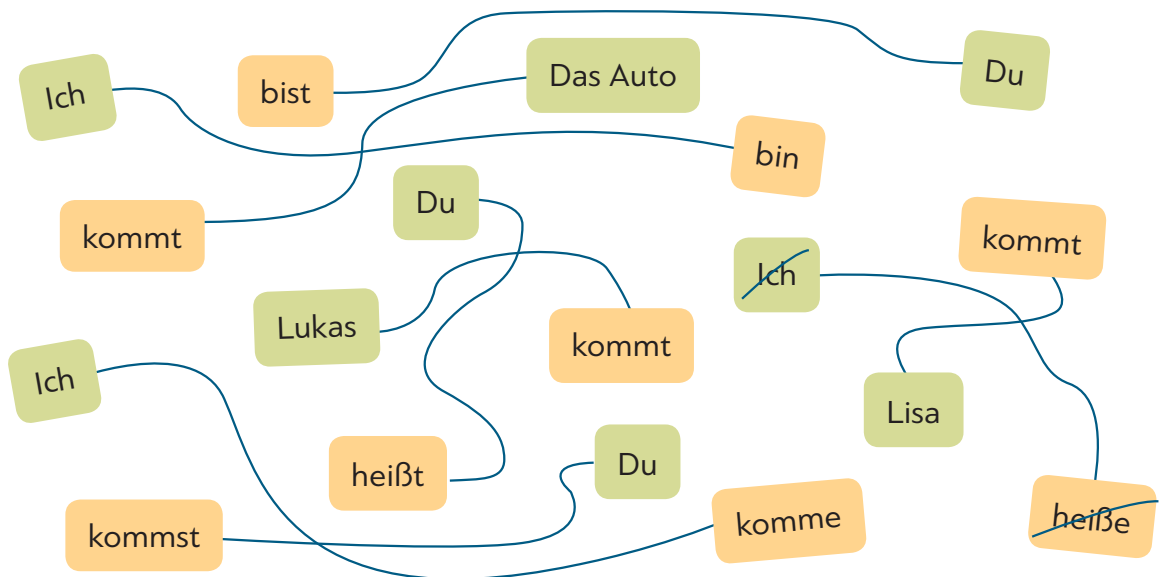 Ich
bist
Das Auto
Du
bin
kommt
Du
kommt
Ich
Lukas
kommt
Ich
Lisa
heißt
Du
kommst
komme
heiße